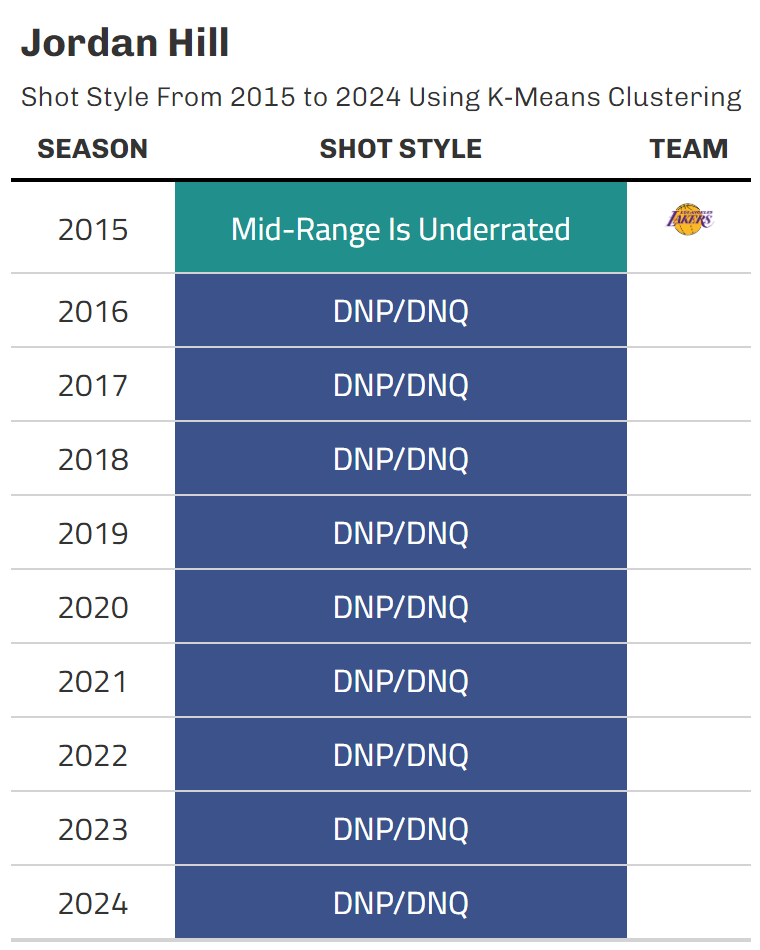 Jordan Hill
Shot Style From 2015 to 2024 Using K-Means Clustering
SEASON SHOT STYLE TEAM
2015 Mid-Range Is Underrated LOS ANGELES LAKERS
2016 DNP/DNQ
2017 DNP/DNQ
2018 DNP/DNQ
2019 DNP/DNQ
2020 DNP/DNQ
2021 DNP/DNQ
2022 DNP/DNQ
2023 DNP/DNQ
2024 DNP/DNQ